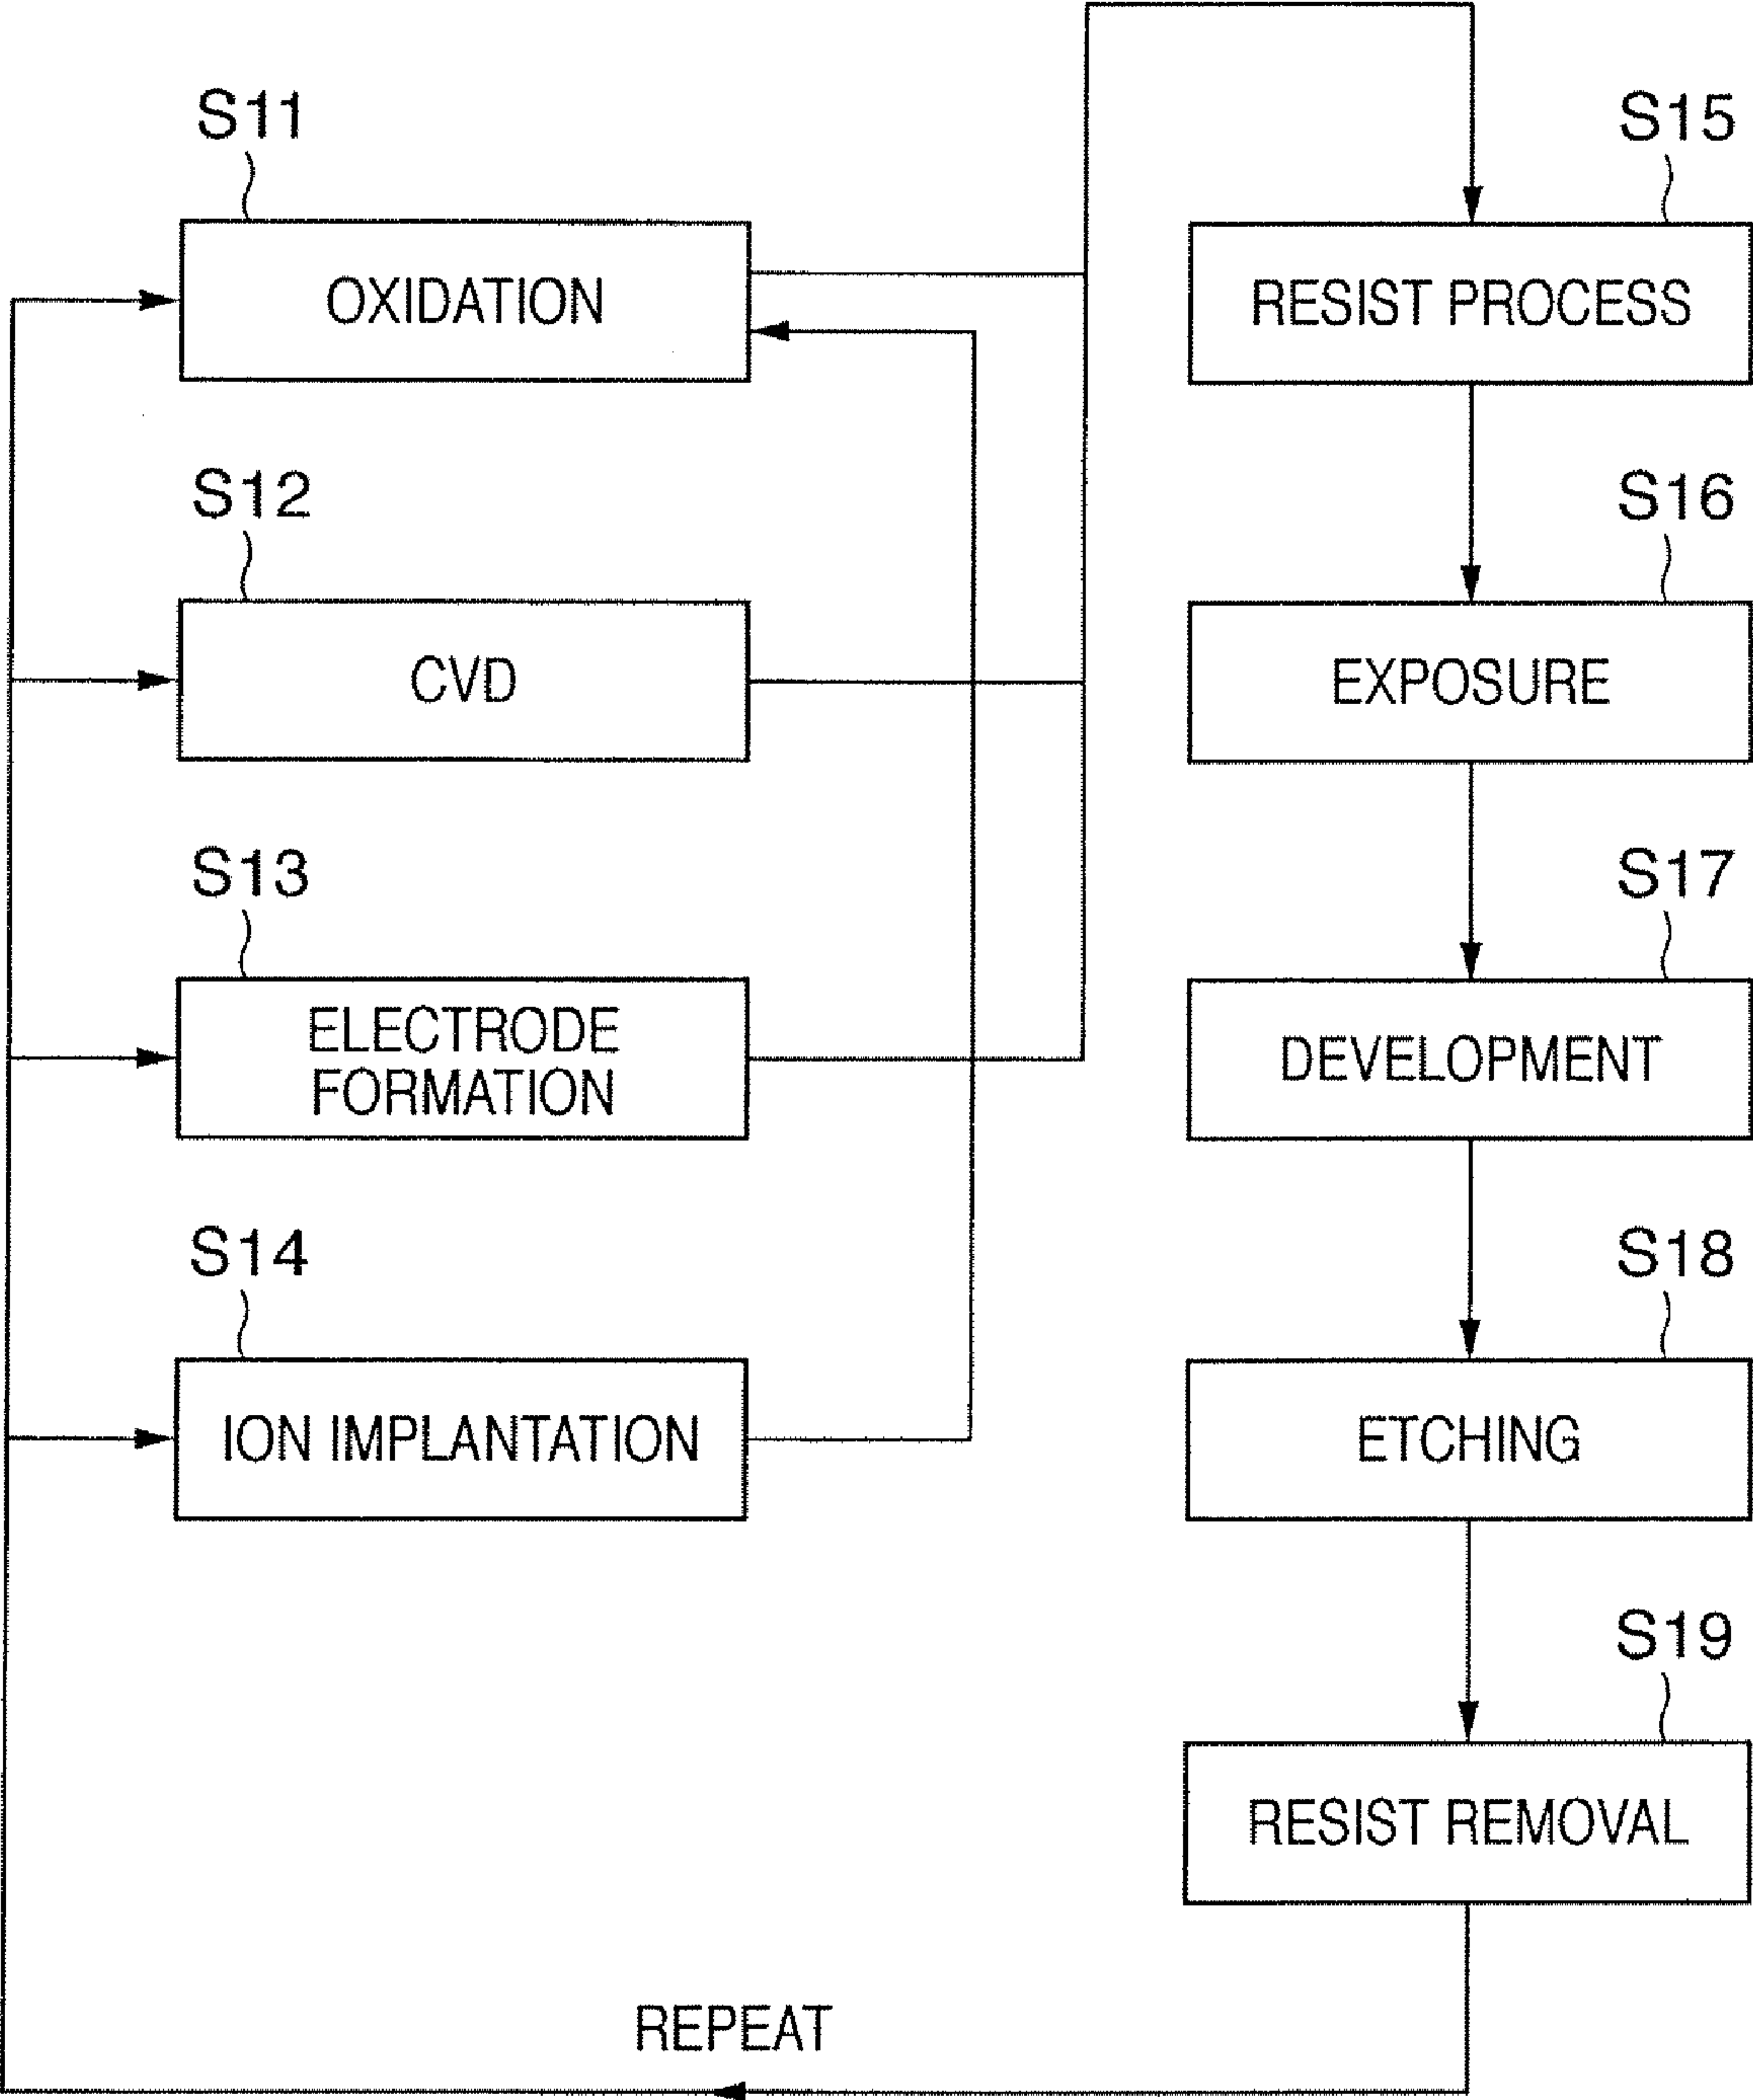 S11
OXIDATION
S12
CVD
S13
ELECTRODE
FORMATION
S14
ION IMPLANTATION
S15
RESIST PROCESS
S16
EXPOSURE
S17
DEVELOPMENT
S18
ETCHING
S19
RESIST REMOVAL
REPEAT